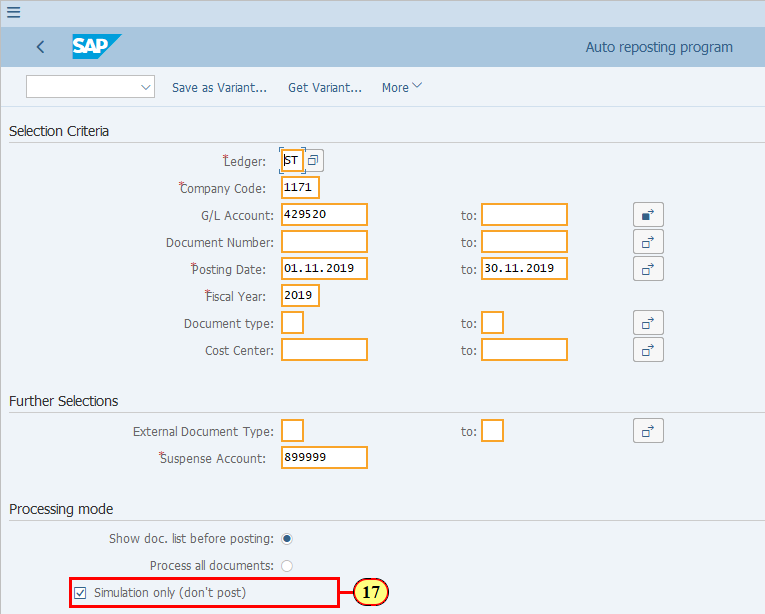 SAP Auto reposting program
Save as Variant... Get Variant... More
Selection Criteria
*Ledger: ST
*Company Code: 1171
G/L Account: 429520 to:
Document Number: to:
*Posting Date: 01.11.2019 to: 30.11.2019
*Fiscal Year: 2019
Document type: to:
Cost Center: to:
Further Selections
External Document Type: to:
*Suspense Account: 899999
Processing mode
Show doc. list before posting:
Process all documents:
Simulation only (don't post) 17